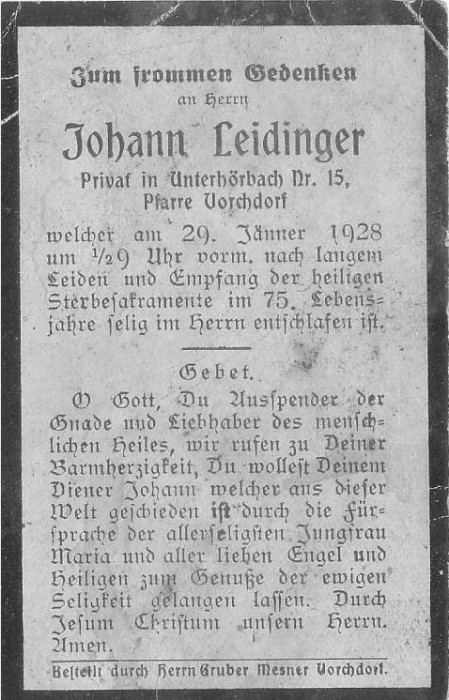 Zum frommen Gedenken
an Herrn
Johann Leidinger
Privat in Unterhörbach Nr. 15,
Pfarre Vorchdorf
welcher am 29. Jänner 1928
um ½9 Uhr vorm. nach langem
Leiden und Empfang der heiligen
Sterbesakramente im 75. Lebens-
jahre selig im Herrn entschlafen ist.
Gebet.
O Gott, Du Ausspender der
Gnade und Liebhaber des mensch-
lichen Heiles, wir rufen zu Deiner
Barmherzigkeit, Du wollest Deinem
Diener Johann welcher aus dieser
Welt geschieden ist durch die Für-
sprache der allerseligsten Jungfrau
Maria und aller lieben Engel und
Heiligen zum Genuße der ewigen
Seligkeit gelangen lassen. Durch
Jesum Christum unsern Herrn.
Amen.
Bestellt durch Herrn Gruber Mesner Vorchdorf.